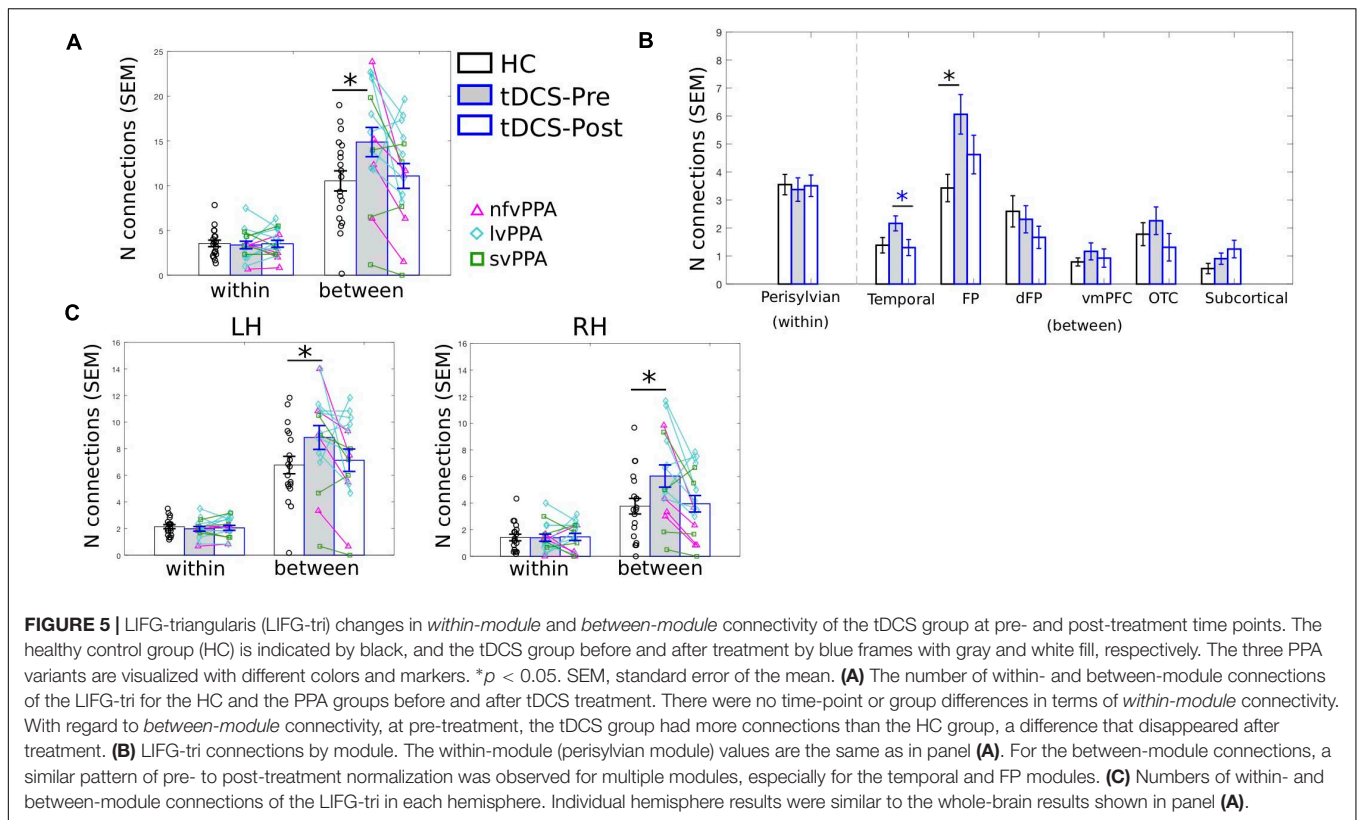 A
N connections (SEM)
25
20
15
10
5
0
*
within
between
HC
tDCS-Pre
tDCS-Post
nfvPPA
lvPPA
svPPA
B
N connections (SEM)
9
8
7
6
5
4
3
2
1
0
*
*
Perisylvian
Temporal
FP
dFP
vmPFC
OTC
Subcortical
(within)
(between)
C
LH
N connections (SEM)
16
14
12
10
8
6
4
2
0
*
within
between
RH
N connections (SEM)
16
14
12
10
8
6
4
2
0
*
within
between
FIGURE 5 | LIFG-triangularis (LIFG-tri) changes in within-module and between-module connectivity of the tDCS group at pre- and post-treatment time points. The
healthy control group (HC) is indicated by black, and the tDCS group before and after treatment by blue frames with gray and white fill, respectively. The three PPA
variants are visualized with different colors and markers. *p < 0.05. SEM, standard error of the mean. (A) The number of within- and between-module connections
of the LIFG-tri for the HC and the PPA groups before and after tDCS treatment. There were no time-point or group differences in terms of within-module connectivity.
With regard to between-module connectivity, at pre-treatment, the tDCS group had more connections than the HC group, a difference that disappeared after
treatment. (B) LIFG-tri connections by module. The within-module (perisylvian module) values are the same as in panel (A). For the between-module connections, a
similar pattern of pre- to post-treatment normalization was observed for multiple modules, especially for the temporal and FP modules. (C) Numbers of within- and
between-module connections of the LIFG-tri in each hemisphere. Individual hemisphere results were similar to the whole-brain results shown in panel (A).